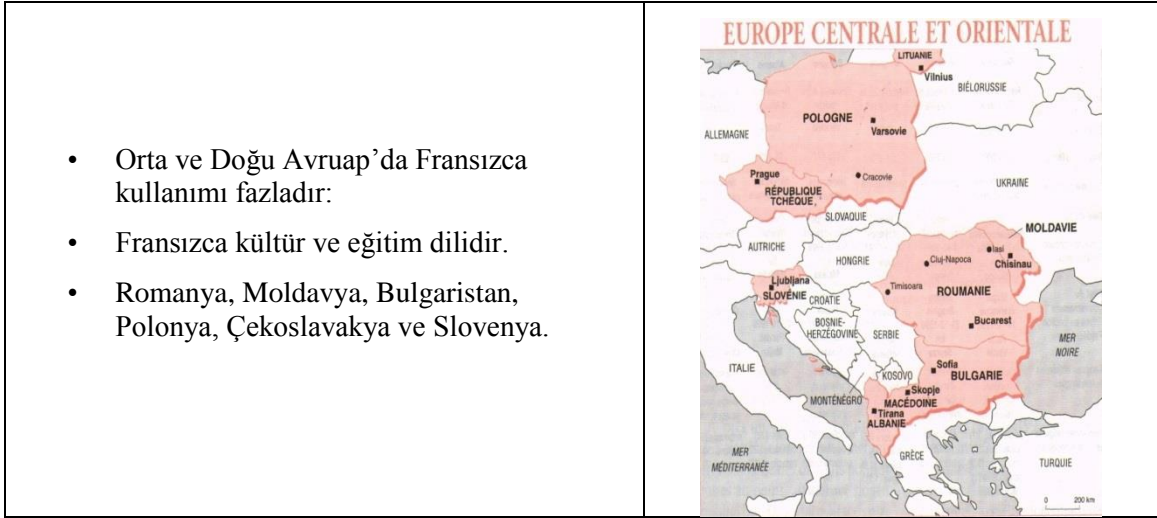 • Orta ve Doğu Avruap’da Fransızca
kullanımı fazladır:
• Fransızca kültür ve eğitim dilidir.
• Romanya, Moldavya, Bulgaristan,
Polonya, Çekoslavakya ve Slovenya.
EUROPE CENTRALE ET ORIENTALE
LITUANIE
Vilnius
BIÉLORUSSIE
POLOGNE
Varsovie
ALLEMAGNE
Prague
Cracovie
RÉPUBLIQUE
TCHÈQUE
UKRAINE
SLOVAQUIE
MOLDAVIE
AUTRICHE
HONGRIE
Iasi
Cluj-Napoca
Chisinau
Ljubljana
SLOVÉNIE
CROATIE
Timisoara
ROUMANIE
BOSNIE-
HERZÉGOVINE
SERBIE
Bucarest
MER
NOIRE
ITALIE
KOSOVO
Sofia
BULGARIE
MONTÉNÉGRO
Skopje
MACÉDOINE
Tirana
ALBANIE
GRÈCE
MER
MÉDITERRANÉE
TURQUIE
0 200 km